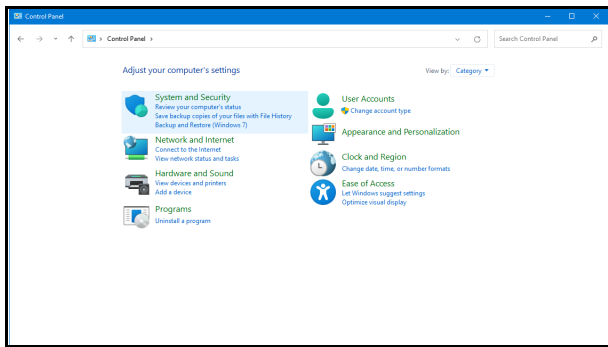 Control Panel
Control Panel
Search Control Panel
Adjust your computer's settings
View by: Category
System and Security
Review your computer's status
Save backup copies of your files with File History
Backup and Restore (Windows 7)
Network and Internet
Connect to the Internet
View network status and tasks
Hardware and Sound
View devices and printers
Add a device
Programs
Uninstall a program
User Accounts
Change account type
Appearance and Personalization
Clock and Region
Change date, time, or number formats
Ease of Access
Let Windows suggest settings
Optimize visual display